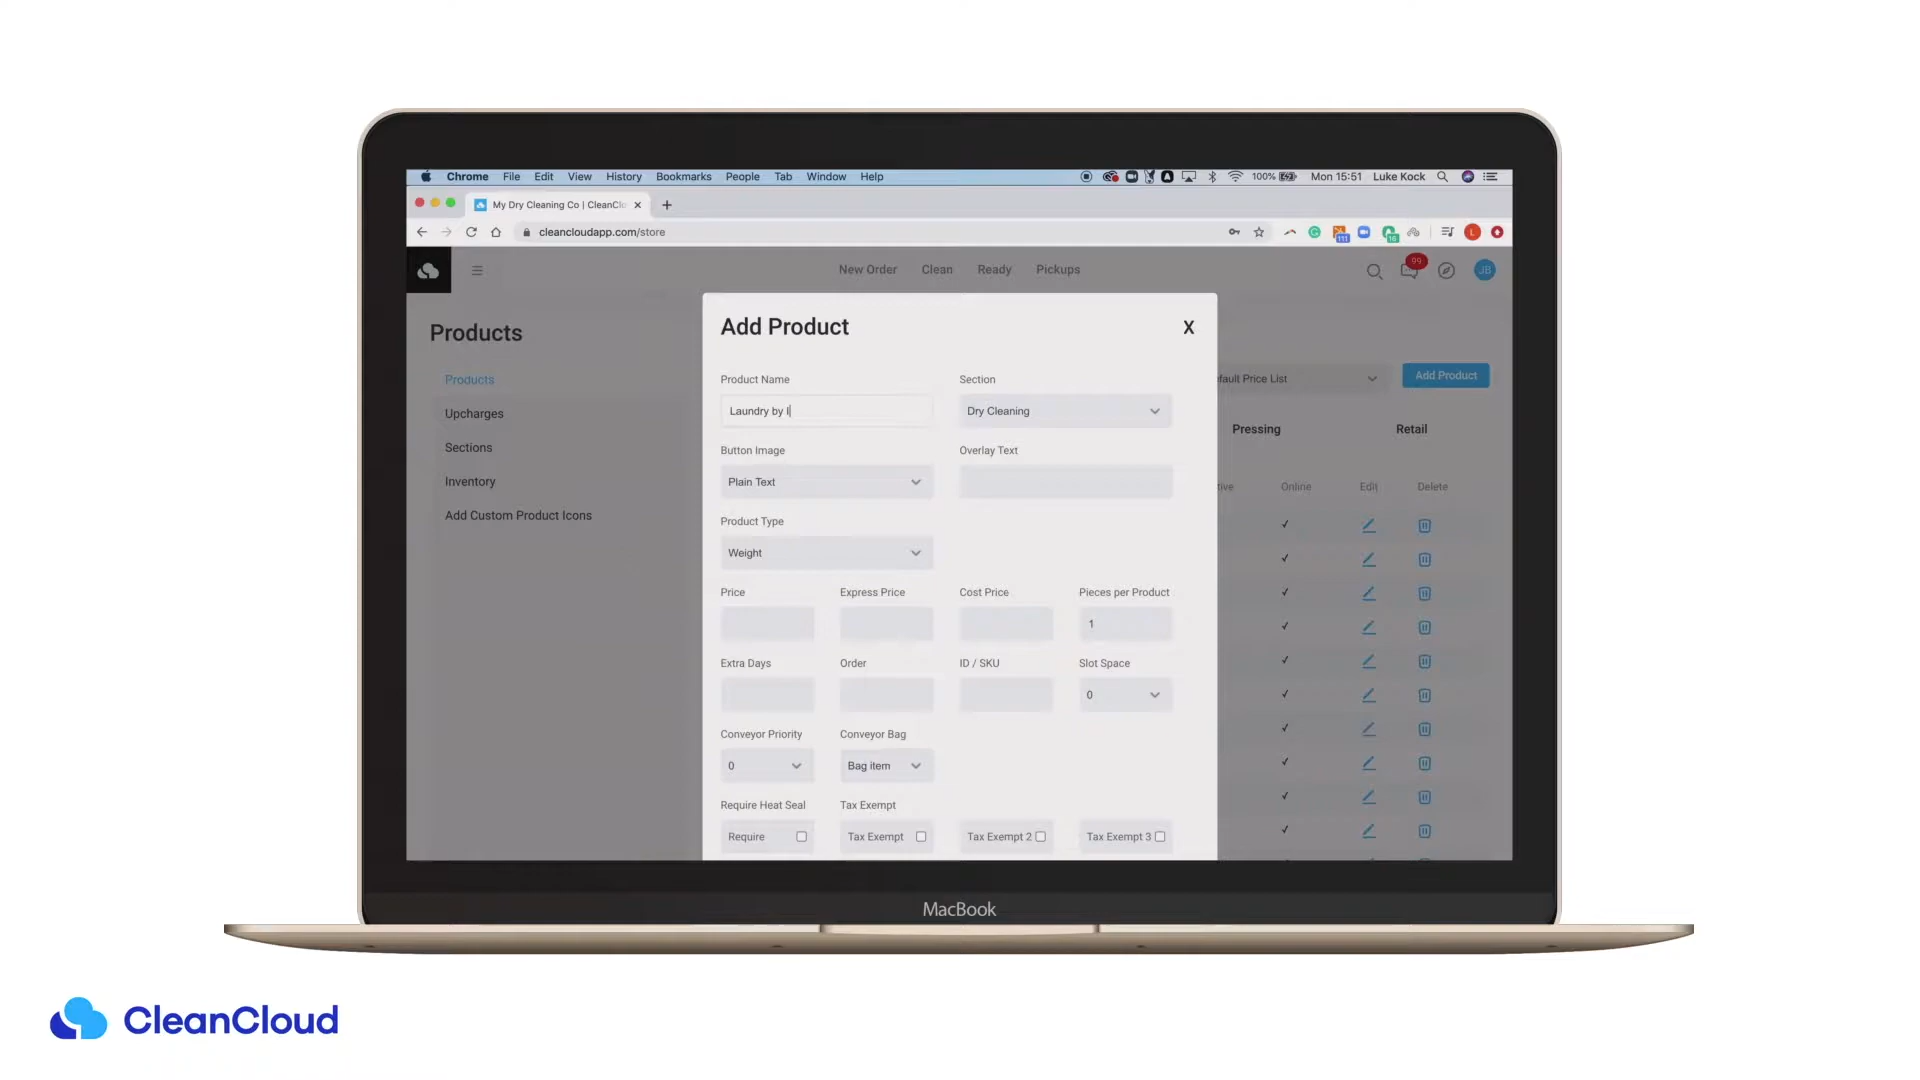 Chrome File Edit View History Bookmarks People Tab Window Help 100% Mon 15:51 Luke Kock
My Dry Cleaning Co | CleanClo
cleancloudapp.com/store
111 16 L
New Order Clean Ready Pickups 99 JB
Products
Add Product X
Products
Upcharges
Sections
Inventory
Add Custom Product Icons
Product Name Section
Laundry by l Dry Cleaning
Button Image Overlay Text
Plain Text
Product Type
Weight
Price Express Price Cost Price Pieces per Product
1
Extra Days Order ID / SKU Slot Space
0
Conveyor Priority Conveyor Bag
0 Bag item
Require Heat Seal Tax Exempt
Require Tax Exempt Tax Exempt 2 Tax Exempt 3
fault Price List Add Product
Pressing Retail
tive Online Edit Delete
MacBook
CleanCloud